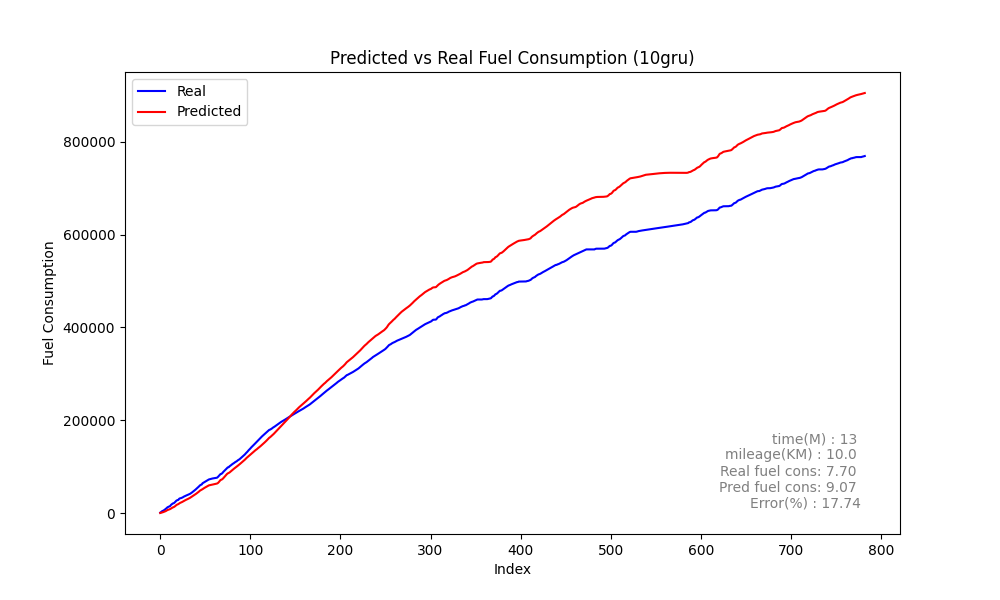 Predicted vs Real Fuel Consumption (10gru)
Real
Predicted
800000
600000
400000
200000
0
Fuel Consumption
time(M) : 13
mileage(KM) : 10.0
Real fuel cons: 7.70
Pred fuel cons: 9.07
Error(%) : 17.74
0 100 200 300 400 500 600 700 800
Index